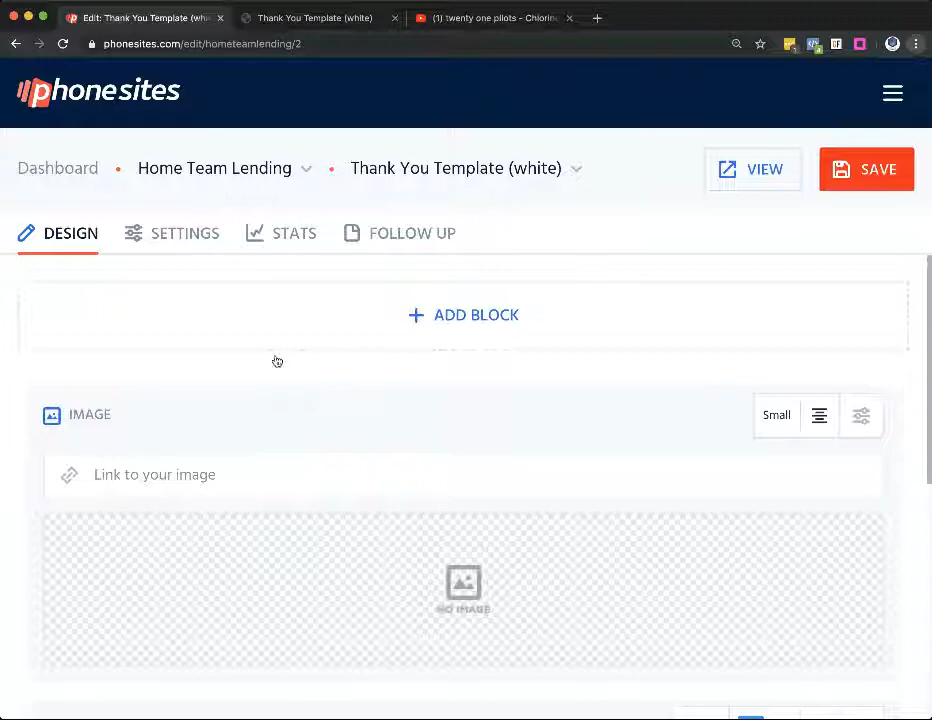 Edit: Thank You Template (whi
Thank You Template (white)
(1) twenty one pilots - Chlorine
phonesites.com/edit/hometeamlending/2
phonesites
Dashboard • Home Team Lending • Thank You Template (white)
VIEW
SAVE
DESIGN
SETTINGS
STATS
FOLLOW UP
+ ADD BLOCK
IMAGE
Small
Link to your image
NO IMAGE